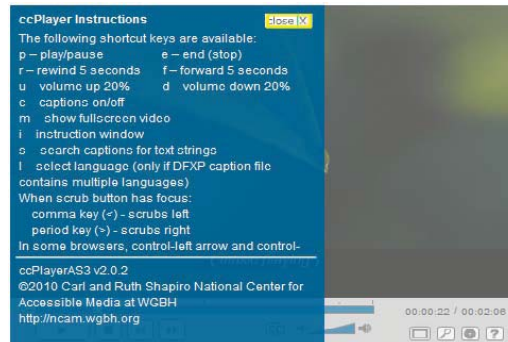 ccPlayer Instructions close X
The following shortcut keys are available:
p – play/pause e – end (stop)
r – rewind 5 seconds f – forward 5 seconds
u volume up 20% d volume down 20%
c captions on/off
m show fullscreen video
i instruction window
s search captions for text strings
l select language (only if DFXP caption file
contains multiple languages)
When scrub button has focus:
comma key (<) - scrubs left
period key (>) - scrubs right
In some browsers, control-left arrow and control-
ccPlayerAS3 v2.0.2
©2010 Carl and Ruth Shapiro National Center for
Accessible Media at WGBH
http://ncam.wgbh.org
00:00:22 / 00:02:08
?